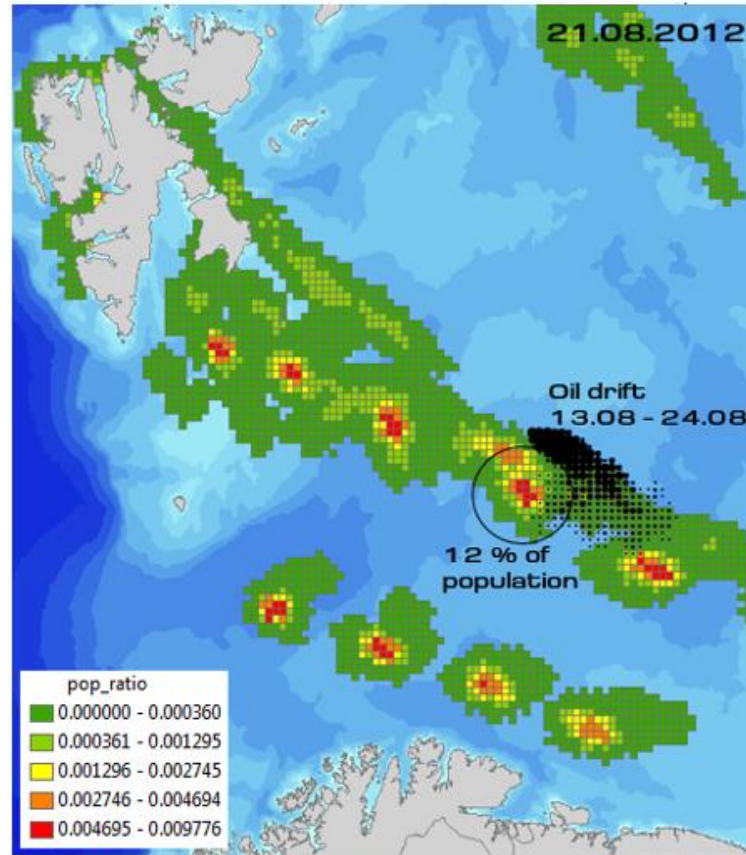 21.08.2012
Oil drift
13.08 - 24.08
12 % of
population
pop_ratio
0.000000 - 0.000360
0.000361 - 0.001295
0.001296 - 0.002745
0.002746 - 0.004694
0.004695 - 0.009776